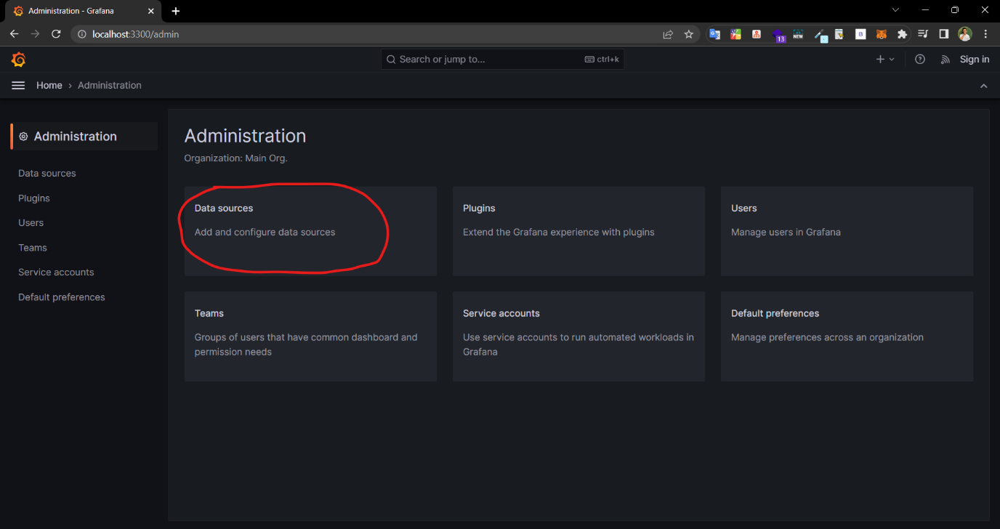 Administration - Grafana
localhost:3300/admin
13
NEW
B
Search or jump to...
ctrl+k
Sign in
Home › Administration
Administration
Data sources
Plugins
Users
Teams
Service accounts
Default preferences
Administration
Organization: Main Org.
Data sources
Add and configure data sources
Plugins
Extend the Grafana experience with plugins
Users
Manage users in Grafana
Teams
Groups of users that have common dashboard and
permission needs
Service accounts
Use service accounts to run automated workloads in
Grafana
Default preferences
Manage preferences across an organization